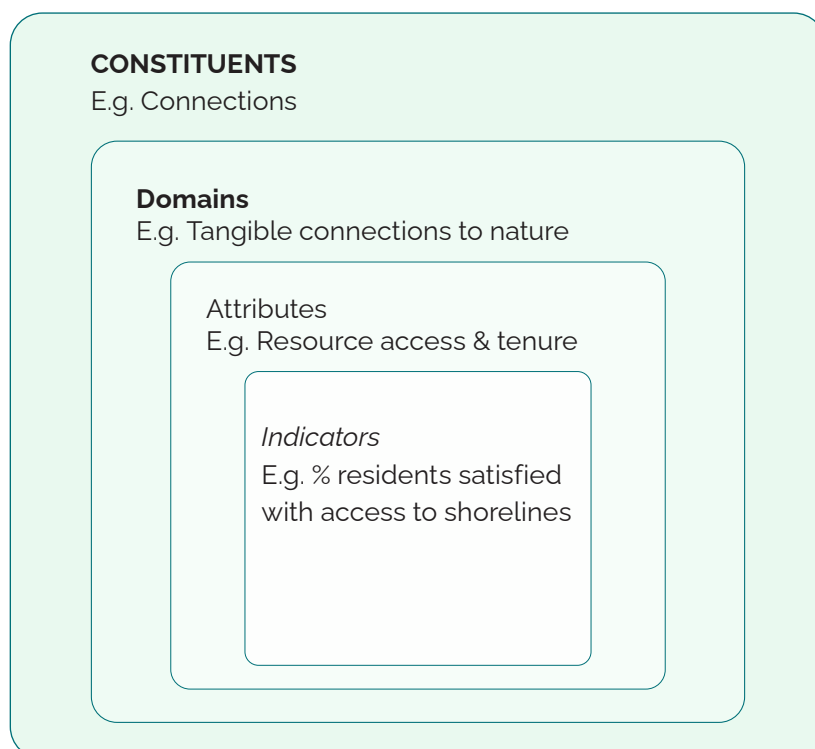 CONSTITUENTS
E.g. Connections
Domains
E.g. Tangible connections to nature
Attributes
E.g. Resource access & tenure
Indicators
E.g. % residents satisfied
with access to shorelines